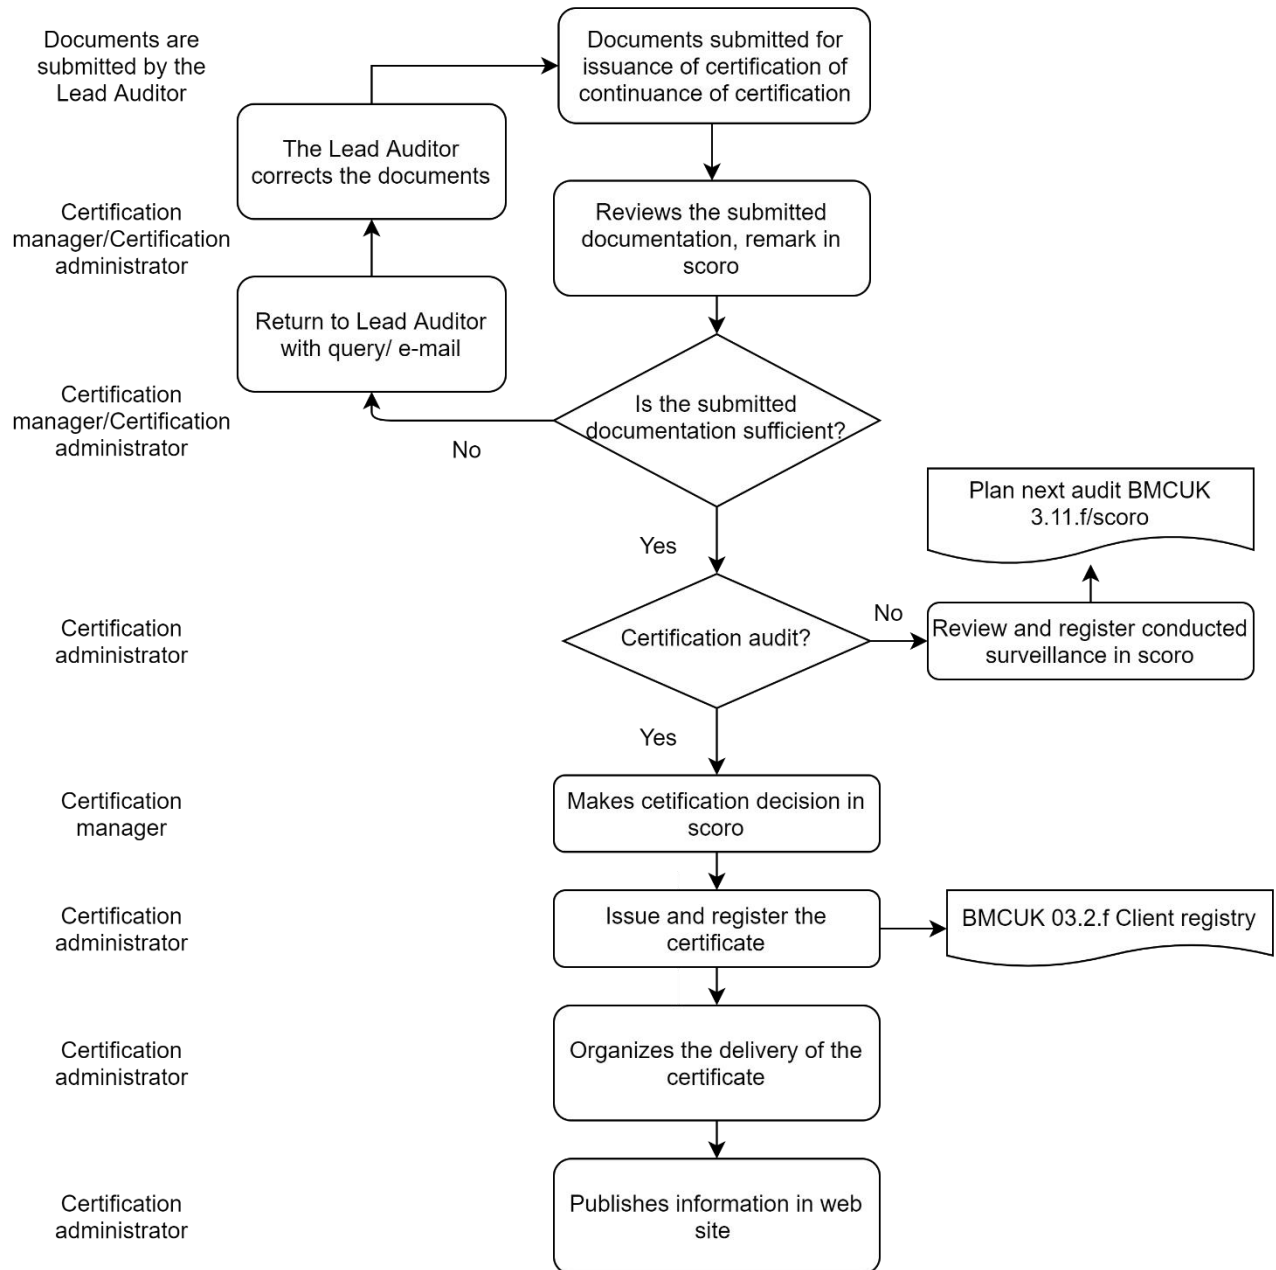 Documents are
submitted by the
Lead Auditor
Documents submitted for
issuance of certification of
continuance of certification
The Lead Auditor
corrects the documents
Certification
manager/Certification
administrator
Reviews the submitted
documentation, remark in
scoro
Return to Lead Auditor
with query/ e-mail
Certification
manager/Certification
administrator
Is the submitted
documentation sufficient?
No
Plan next audit BMCUK
3.11.f/scoro
Yes
Certification
administrator
Certification audit?
No
Review and register conducted
surveillance in scoro
Yes
Certification
manager
Makes cetification decision in
scoro
Certification
administrator
Issue and register the
certificate
BMCUK 03.2.f Client registry
Certification
administrator
Organizes the delivery of the
certificate
Certification
administrator
Publishes information in web
site